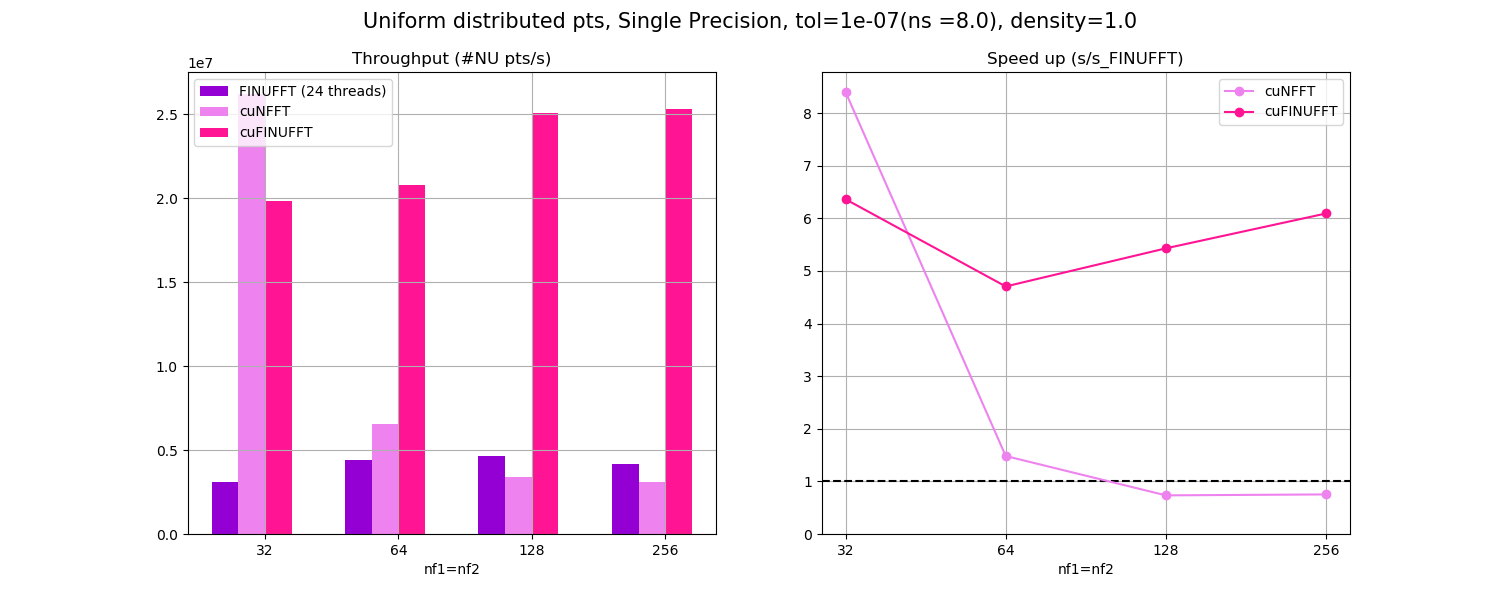 Uniform distributed pts, Single Precision, tol=1e-07(ns =8.0), density=1.0
Throughput (#NU pts/s)
1e7
FINUFFT (24 threads)
cuNFFT
cuFINUFFT
2.5
2.0
1.5
1.0
0.5
0.0
32 64 128 256
nf1=nf2
Speed up (s/s_FINUFFT)
cuNFFT
cuFINUFFT
8
7
6
5
4
3
2
1
0
32 64 128 256
nf1=nf2